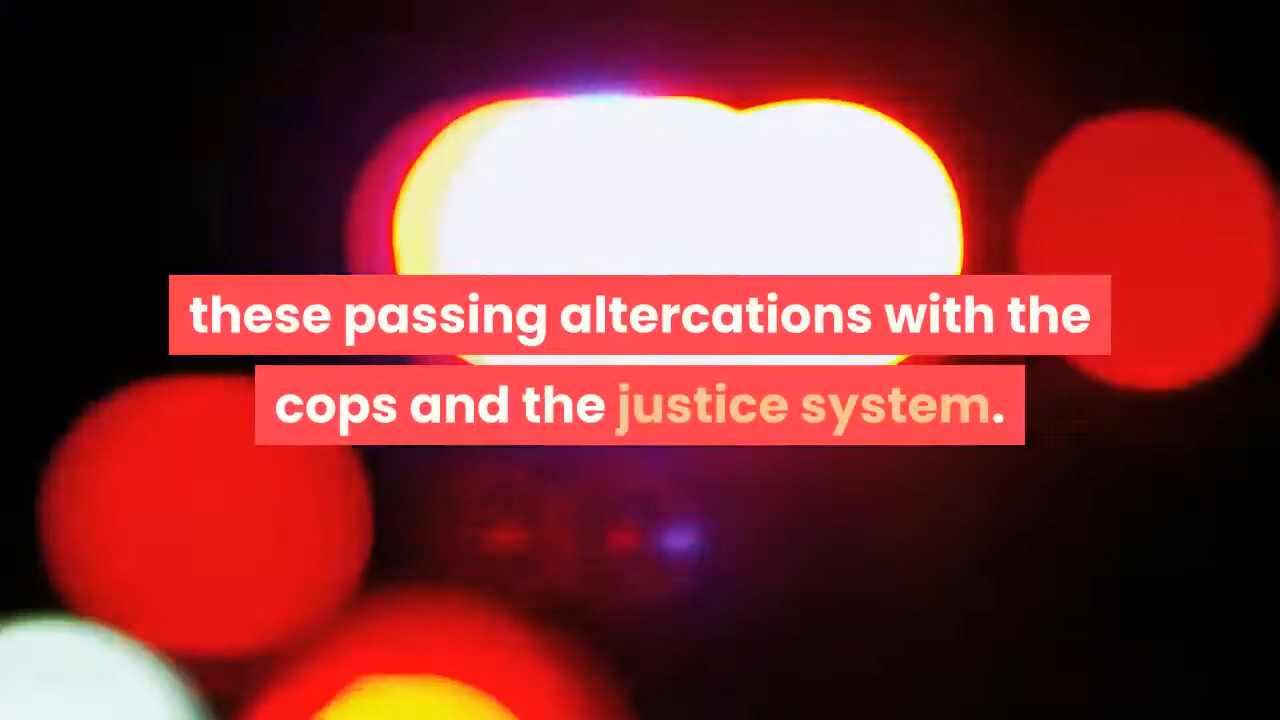 these passing altercations with the
cops and the justice system.